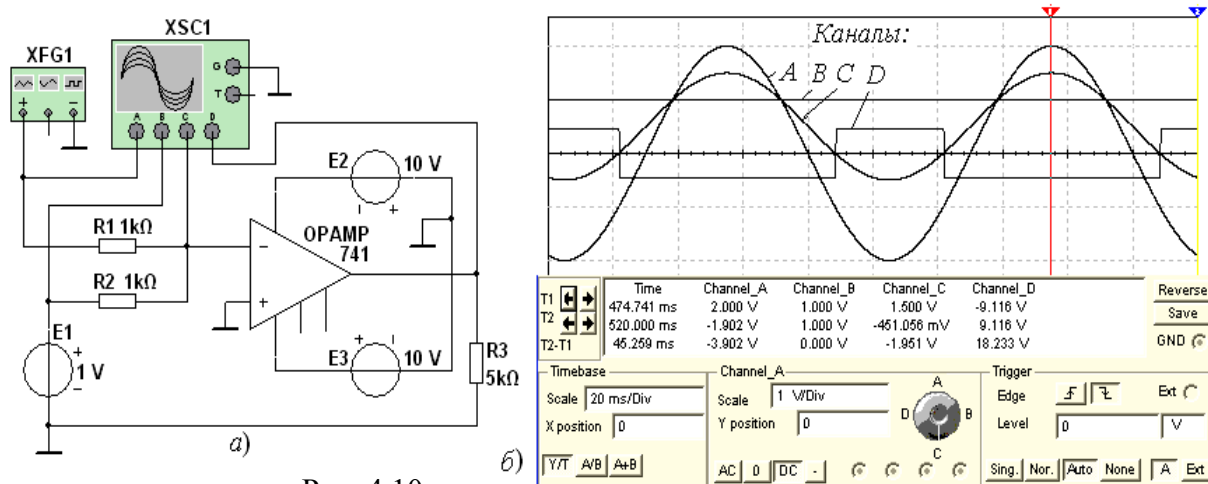 XSC1
XFG1
G
T
+
−
A
B
C
D
E2
10 V
−
+
R1 1kΩ
OPAMP
741
R2 1kΩ
−
+
E1
+
1 V
−
+
−
E3
10 V
R3
5kΩ
а)
1
2
Каналы:
A B C D
б)
Time Channel_A Channel_B Channel_C Channel_D
T1 474.741 ms 2.000 V 1.000 V 1.500 V -9.116 V
T2 520.000 ms -1.902 V 1.000 V -451.056 mV 9.116 V
T2-T1 45.259 ms -3.902 V 0.000 V -1.951 V 18.233 V
Reverse
Save
GND
Timebase
Scale 20 ms/Div
X position 0
Y/T A/B A+B
Channel_A
Scale 1 V/Div
Y position 0
AC 0 DC -
A
D
B
C
Trigger
Edge
Ext
Level 0 V
Sing. Nor. Auto None A Ext